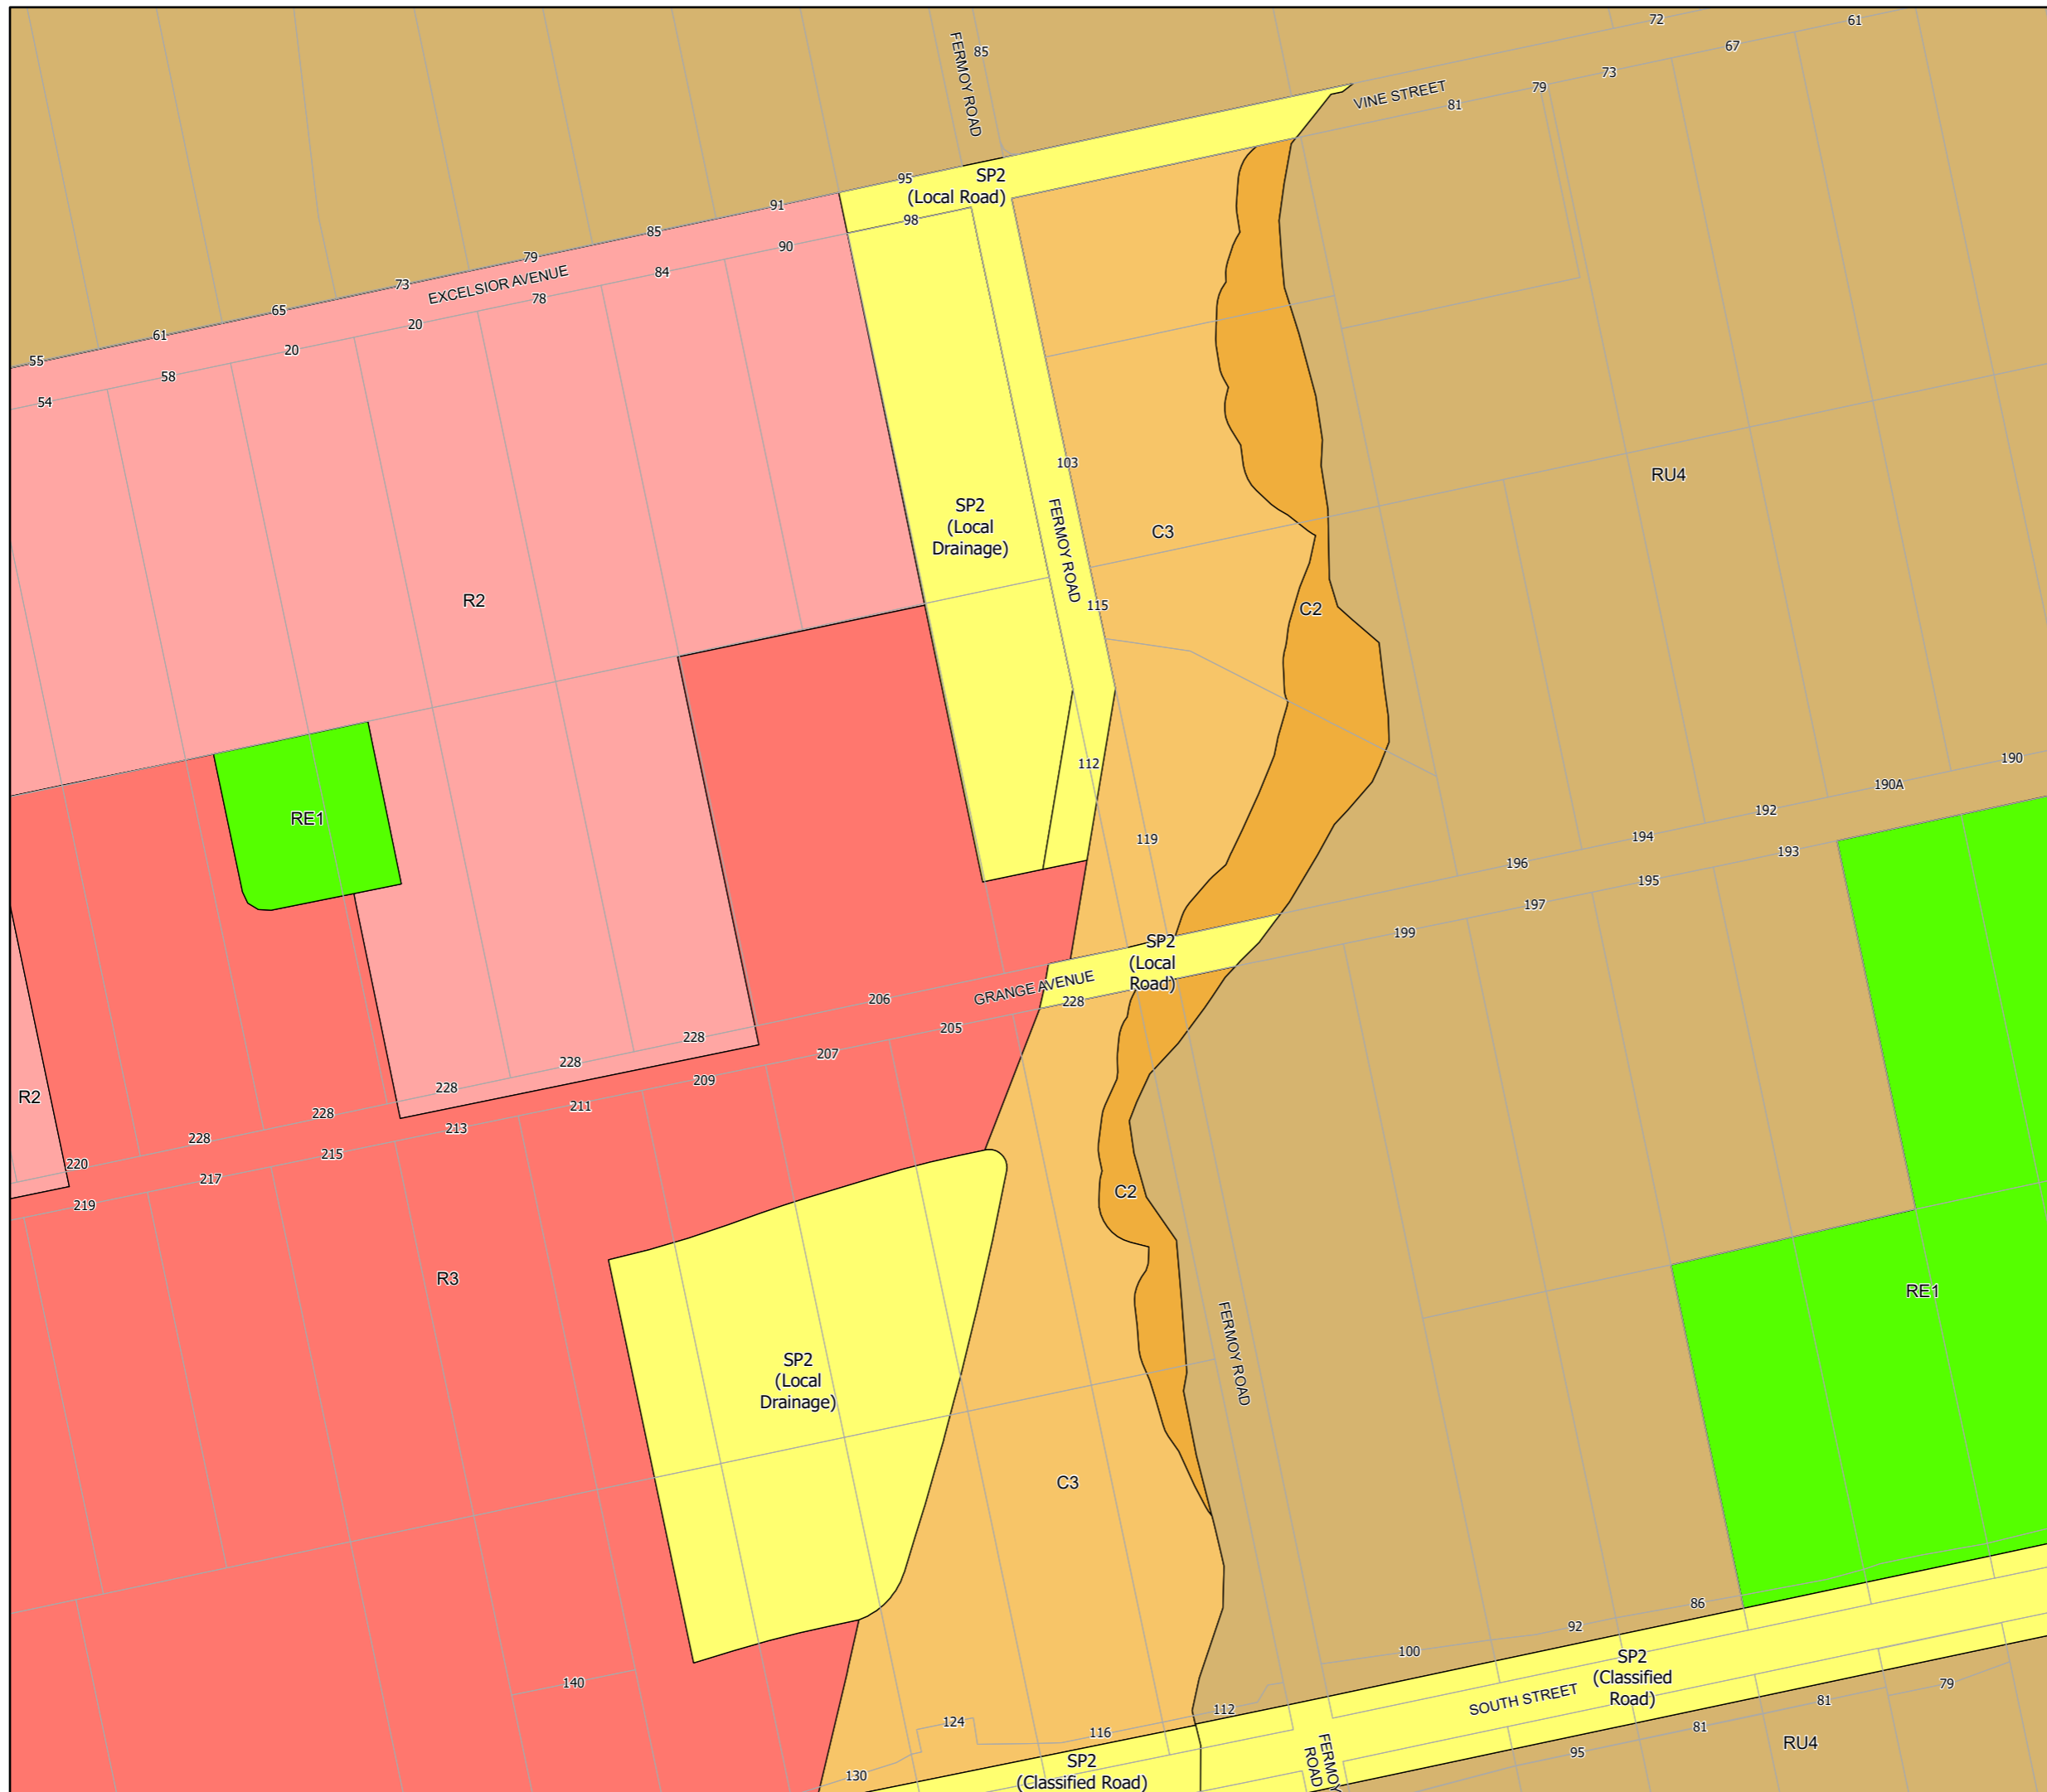 72
61
67
73
79
81
VINE STREET
FERMOY ROAD
85
95
SP2
(Local Road)
98
91
90
85
84
79
EXCELSIOR AVENUE
78
73
65
20
61
20
55
58
54
103
SP2
(Local
Drainage)
FERMOY ROAD
C3
RU4
R2
115
C2
RE1
112
119
190
190A
192
194
193
196
195
197
199
SP2
(Local
Road)
GRANGE AVENUE
228
206
205
228
207
228
209
228
211
R2
228
213
228
215
220
217
219
C2
R3
RE1
SP2
(Local
Drainage)
FERMOY ROAD
C3
86
92
100
SP2
(Classified
Road)
SOUTH STREET
140
112
124
116
79
81
81
RU4
95
130
SP2
(Classified Road)
FERMOY
ROAD